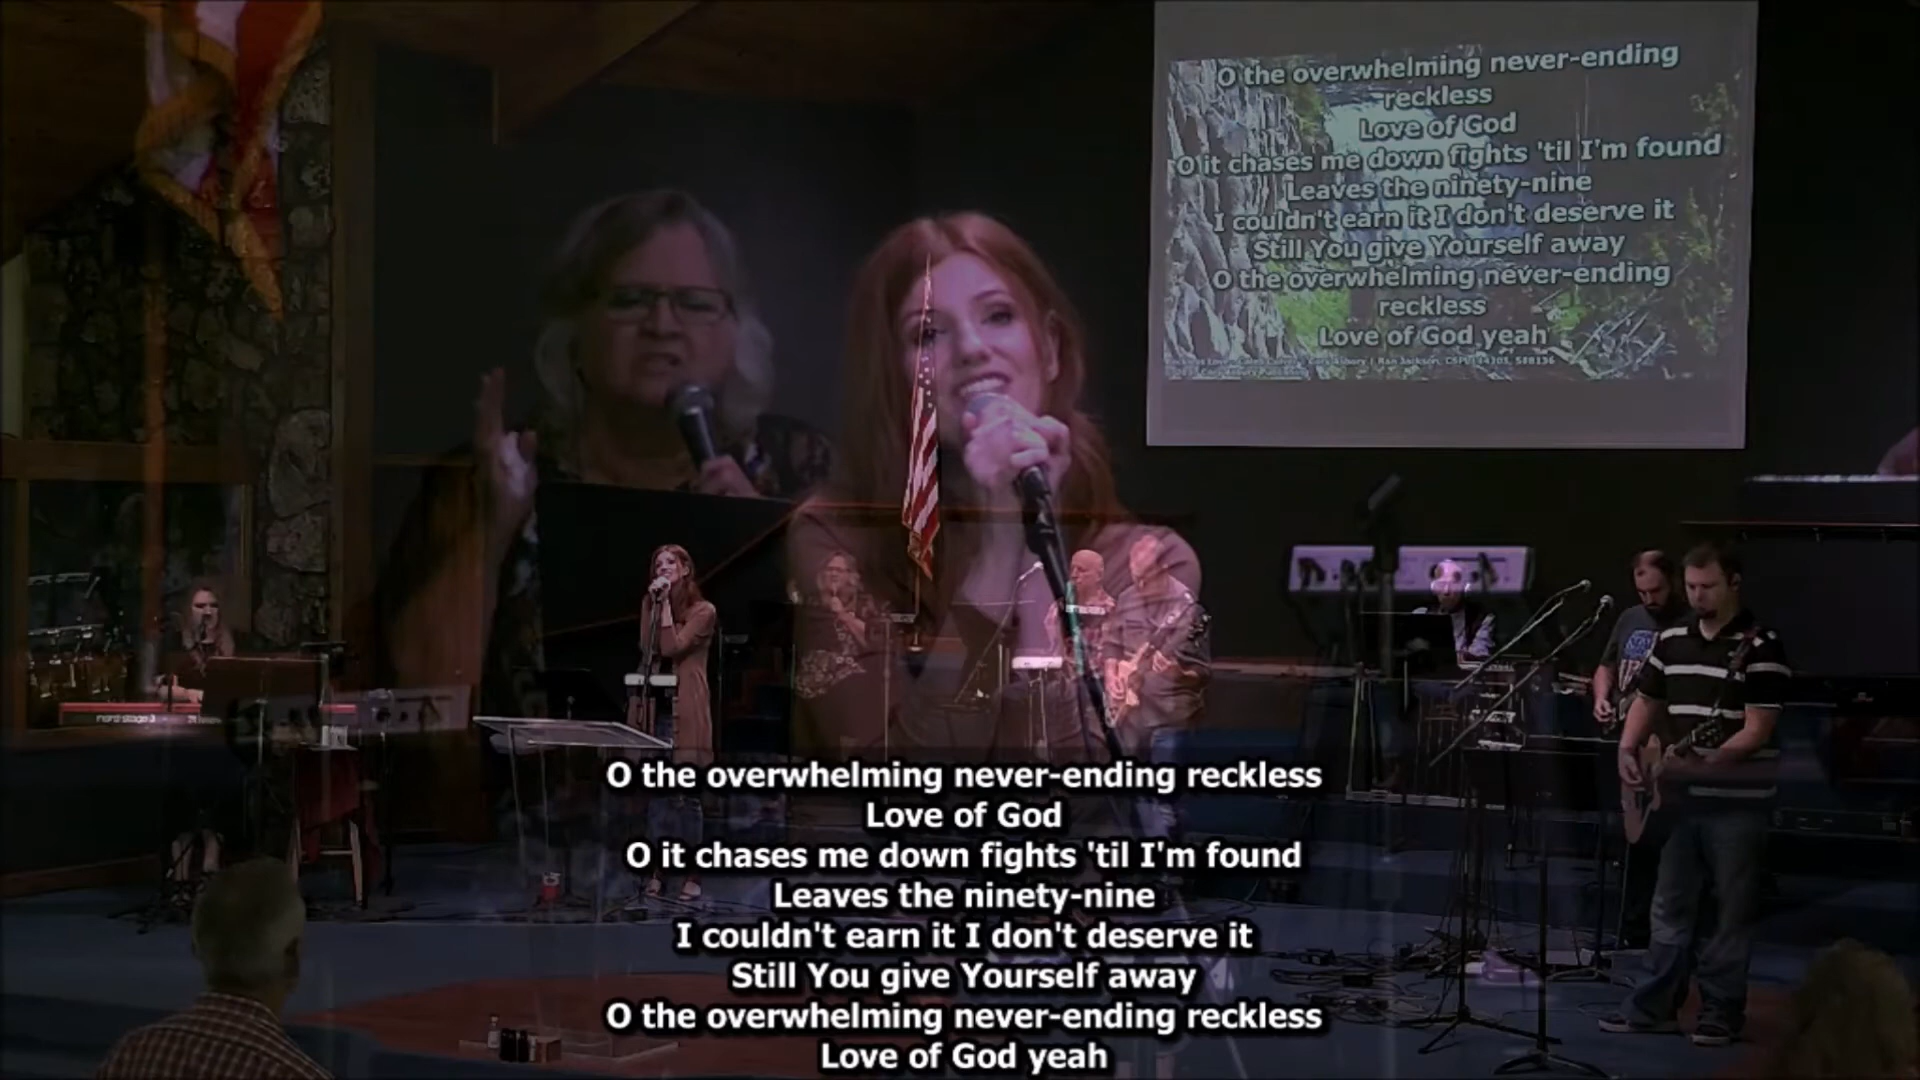 O the overwhelming never-ending
reckless
Love of God
O it chases me down fights 'til I'm found
Leaves the ninety-nine
I couldn't earn it I don't deserve it
Still You give Yourself away
O the overwhelming never-ending
reckless
Love of God yeah
nord stage 3
O the overwhelming never-ending reckless
Love of God
O it chases me down fights 'til I'm found
Leaves the ninety-nine
I couldn't earn it I don't deserve it
Still You give Yourself away
O the overwhelming never-ending reckless
Love of God yeah